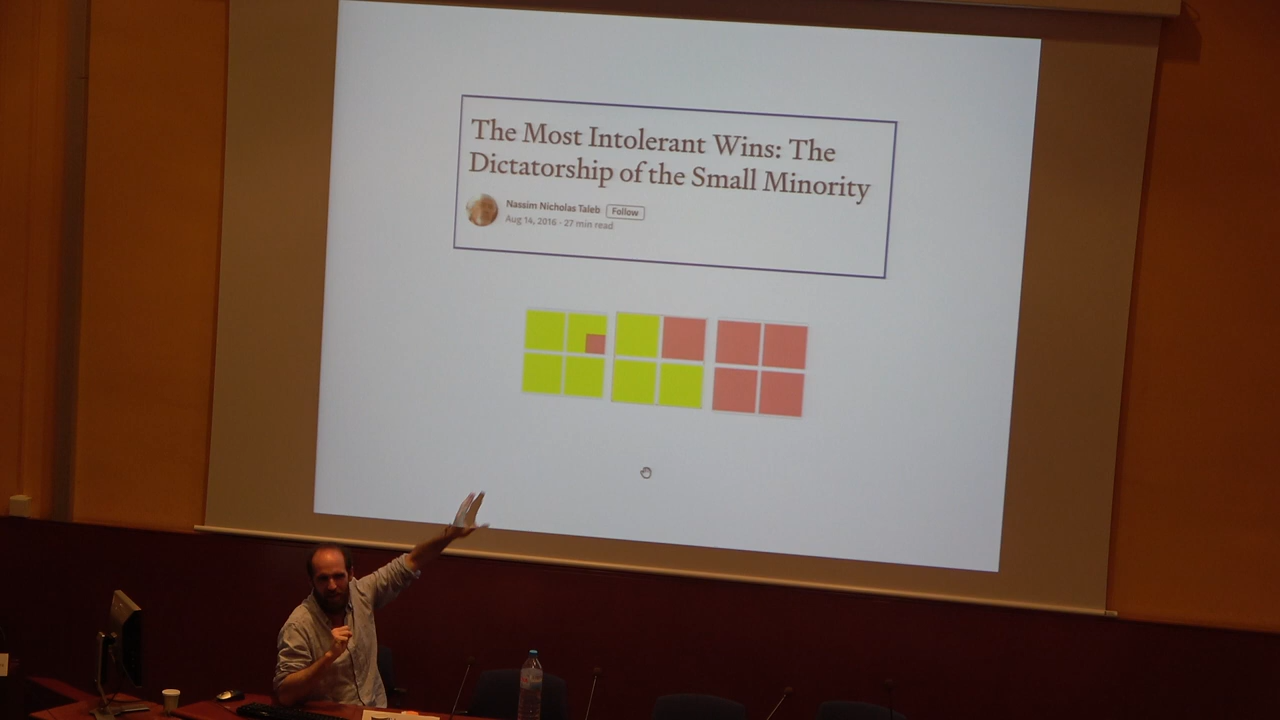 The Most Intolerant Wins: The
Dictatorship of the Small Minority
Nassim Nicholas Taleb Follow
Aug 14, 2016 · 27 min read